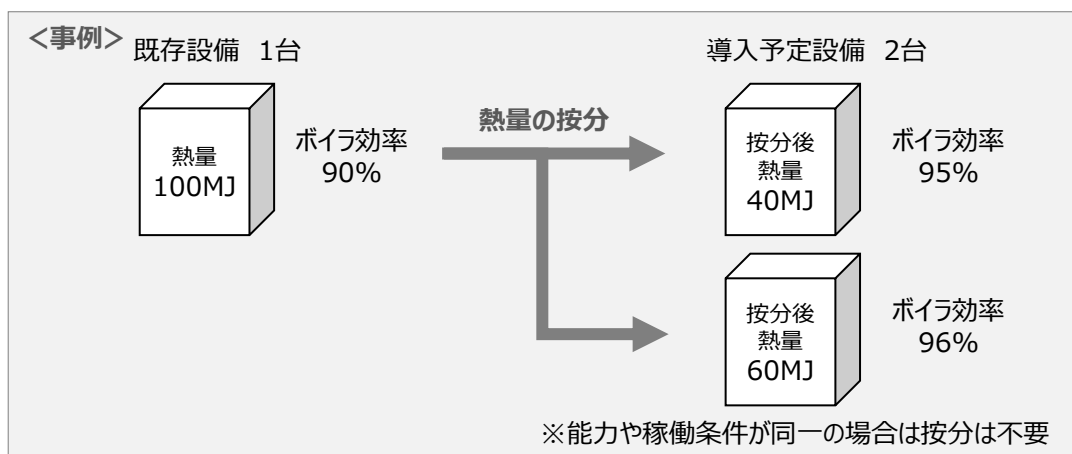 <事例>
既存設備 1台
熱量
100MJ
ボイラ効率
90%
熱量の按分
導入予定設備 2台
按分後
熱量
40MJ
ボイラ効率
95%
按分後
熱量
60MJ
ボイラ効率
96%
※能力や稼働条件が同一の場合は按分は不要